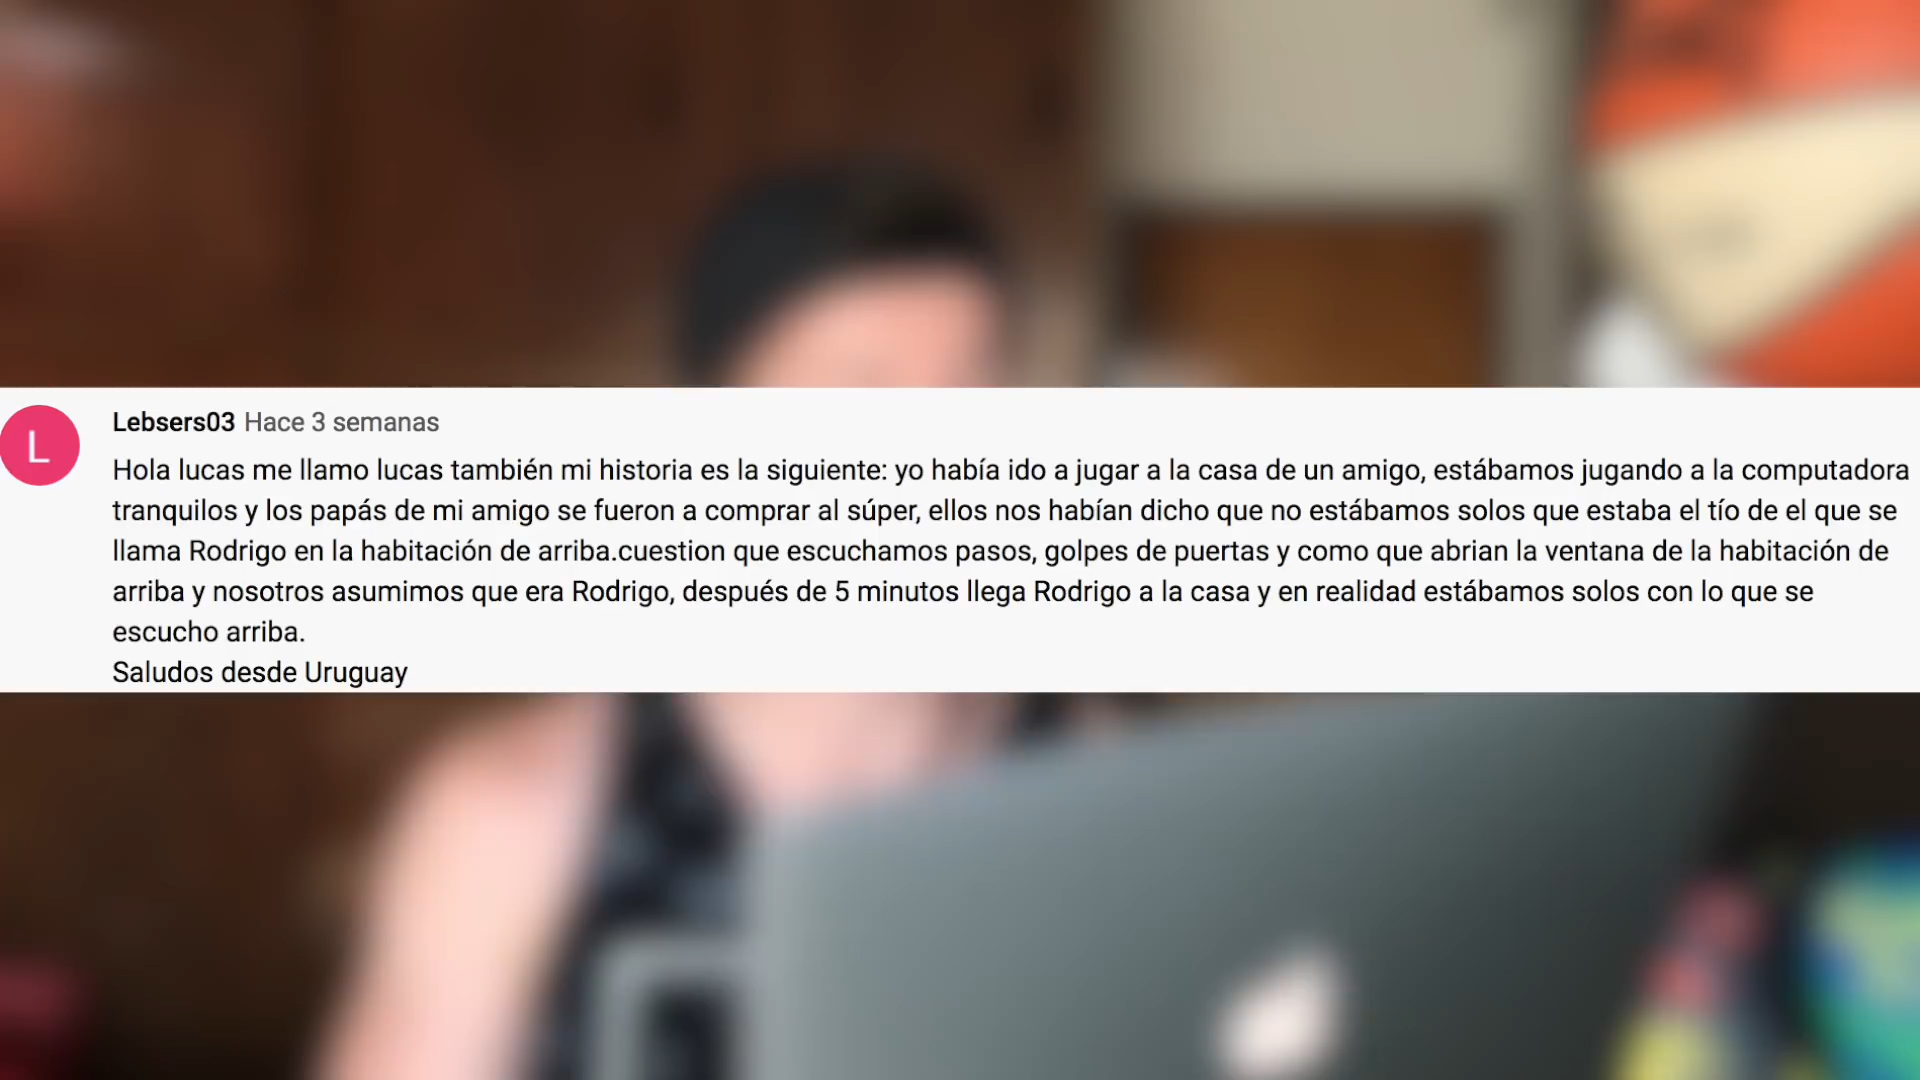 L
Lebsers03 Hace 3 semanas
Hola lucas me llamo lucas también mi historia es la siguiente: yo había ido a jugar a la casa de un amigo, estábamos jugando a la computadora
tranquilos y los papás de mi amigo se fueron a comprar al súper, ellos nos habían dicho que no estábamos solos que estaba el tío de el que se
llama Rodrigo en la habitación de arriba.cuestion que escuchamos pasos, golpes de puertas y como que abrian la ventana de la habitación de
arriba y nosotros asumimos que era Rodrigo, después de 5 minutos llega Rodrigo a la casa y en realidad estábamos solos con lo que se
escucho arriba.
Saludos desde Uruguay